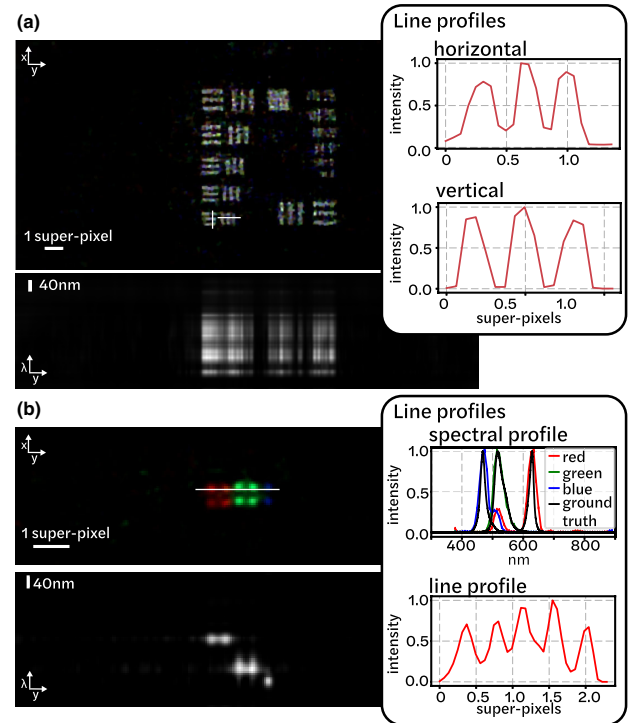 (a)
x
y
1 super-pixel
40nm
λ
y
Line profiles
horizontal
intensity
1.0
0.5
0.0
0 0.5 1.0
vertical
intensity
1.0
0.5
0.0
0 0.5 1.0
super-pixels
(b)
x
y
1 super-pixel
40nm
λ
y
Line profiles
spectral profile
intensity
1.0
0.5
0.0
red
green
blue
ground
truth
400 600 800
nm
line profile
intensity
1.0
0.5
0.0
0 0.5 1.0 1.5 2.0
super-pixels